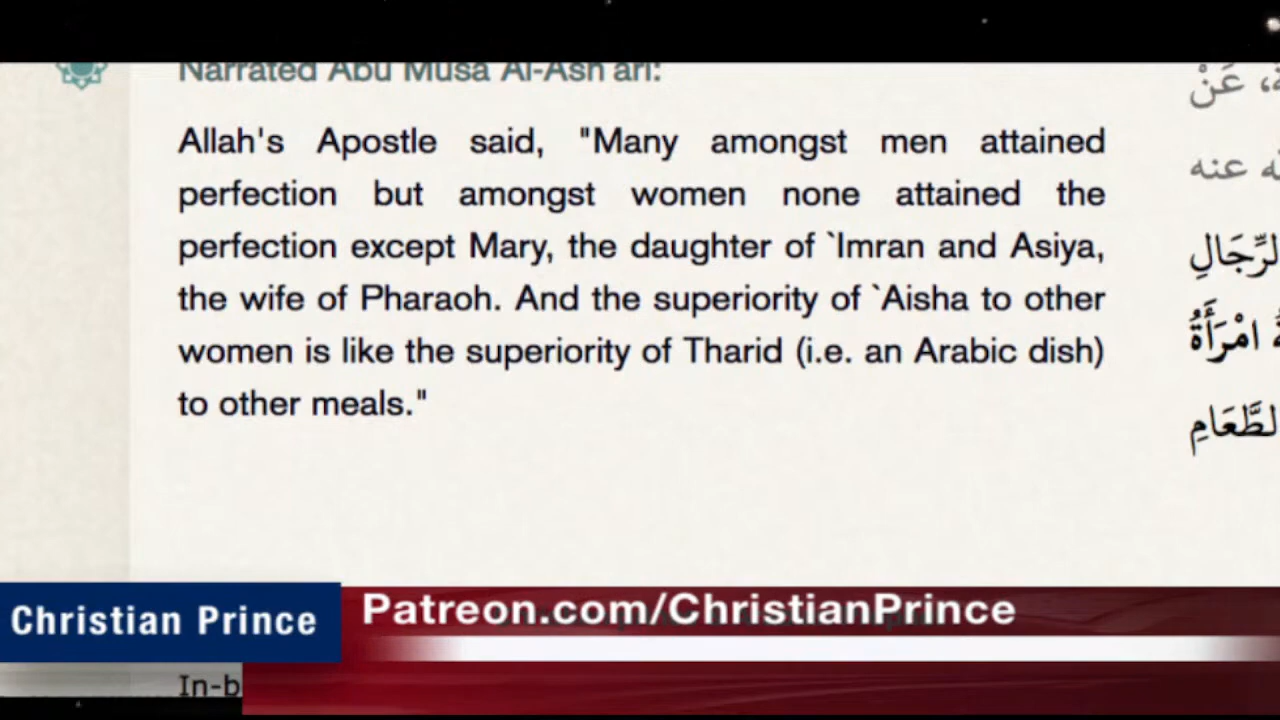 Narrated Abu Musa Al-Ash'ari:
Allah's Apostle said, "Many amongst men attained
perfection but amongst women none attained the
perfection except Mary, the daughter of `Imran and Asiya,
the wife of Pharaoh. And the superiority of `Aisha to other
women is like the superiority of Tharid (i.e. an Arabic dish)
to other meals."
عَنْ
عنه
الرِّجَالِ
امْرَأَةُ
الطَّعَامِ
Christian Prince
Patreon.com/ChristianPrince
In-b